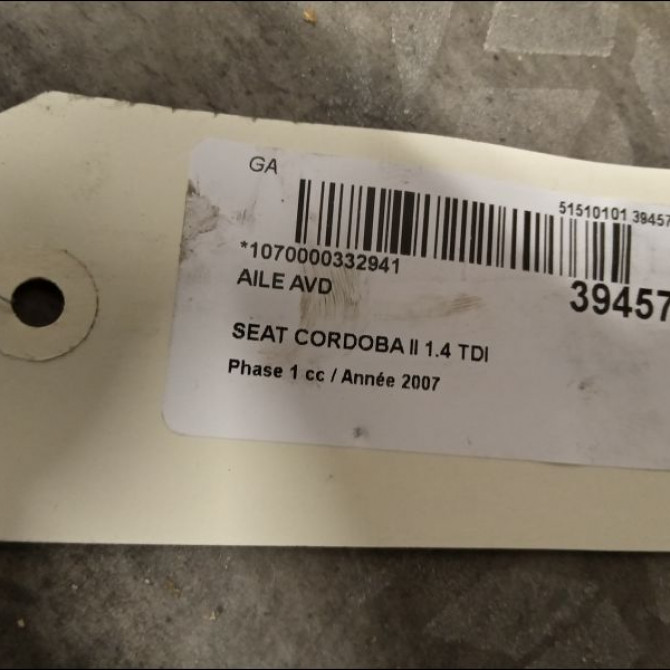 GA
51510101 39457
*1070000332941
AILE AVD
39457
SEAT CORDOBA II 1.4 TDI
Phase 1 cc / Année 2007